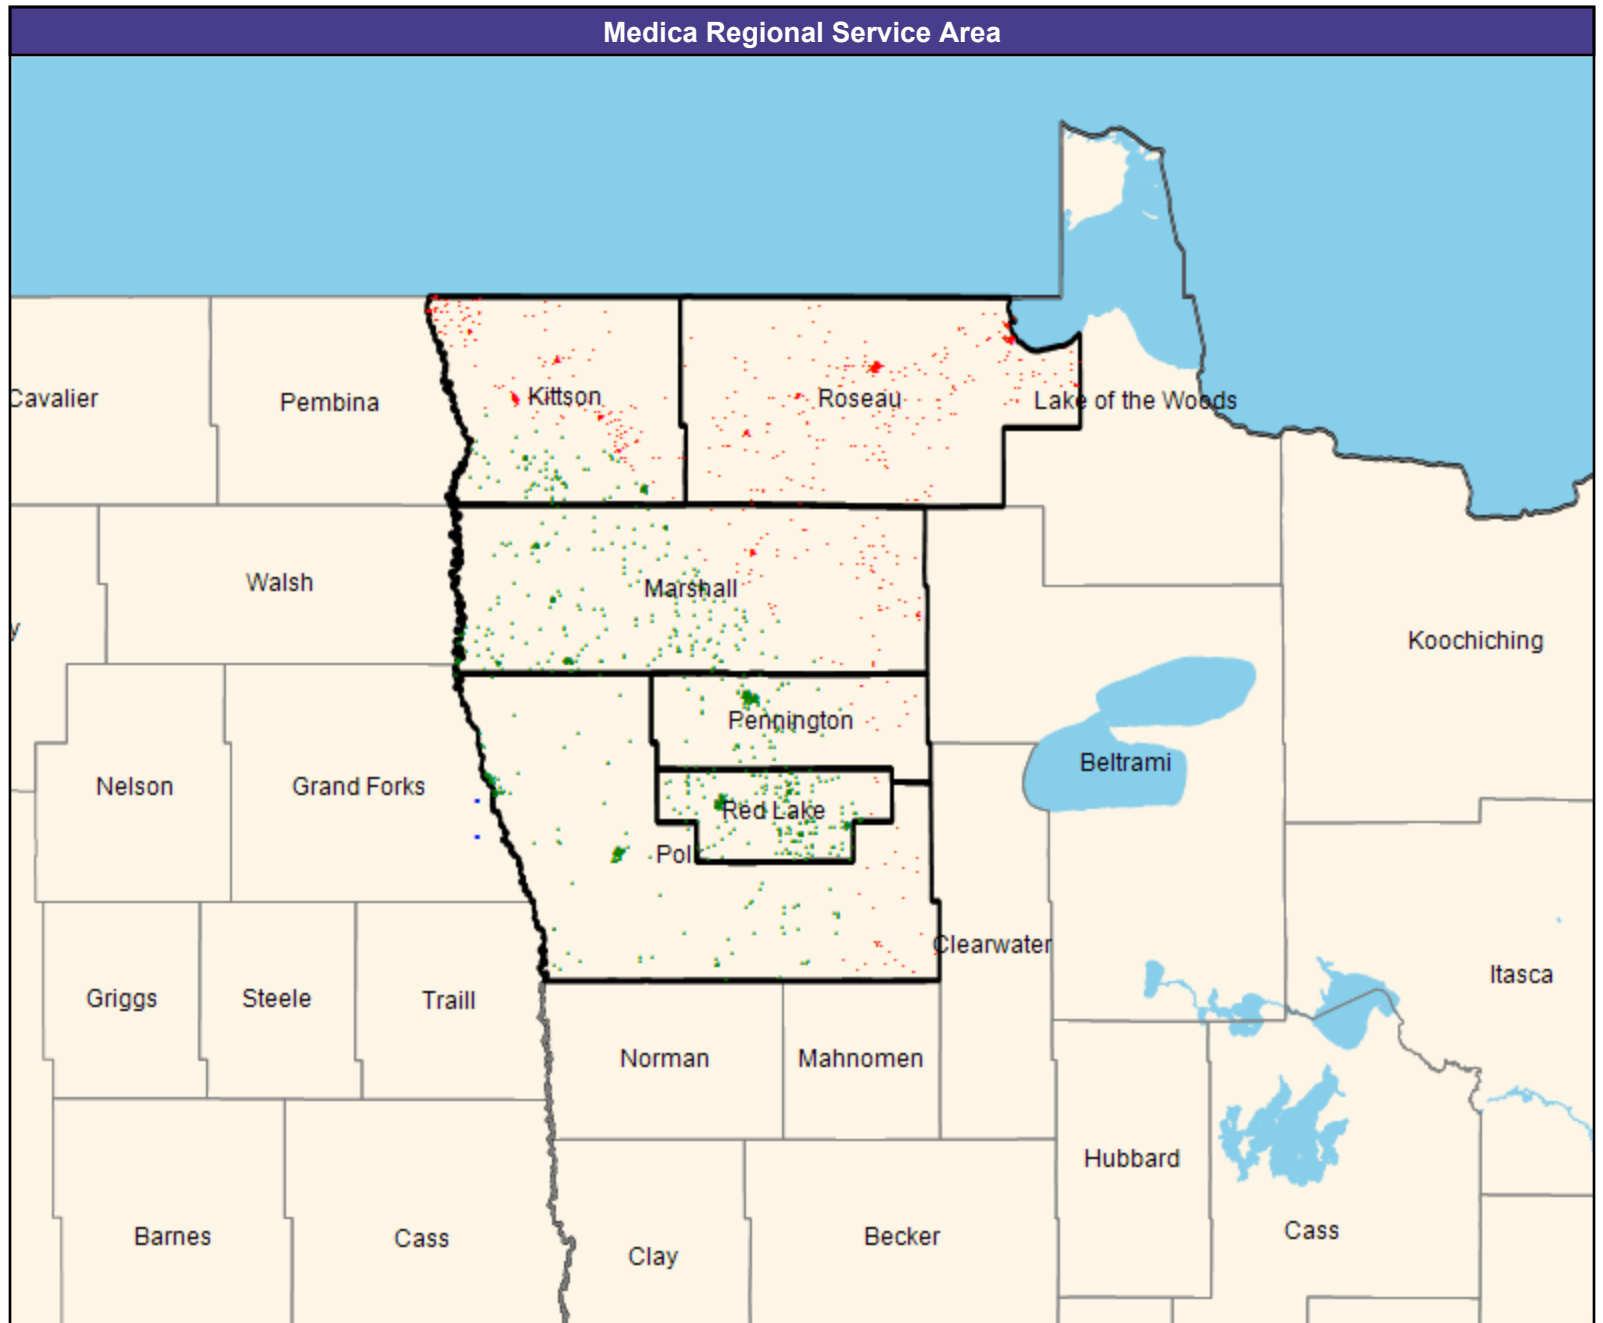 Medica Regional Service Area
Cavalier
Pembina
Kittson
Roseau
Lake of the Woods
Walsh
Marshall
y
Koochiching
Nelson
Grand Forks
Pennington
Beltrami
Red Lake
Pol
Clearwater
Griggs
Steele
Traill
Itasca
Norman
Mahnomen
Hubbard
Barnes
Cass
Clay
Becker
Cass